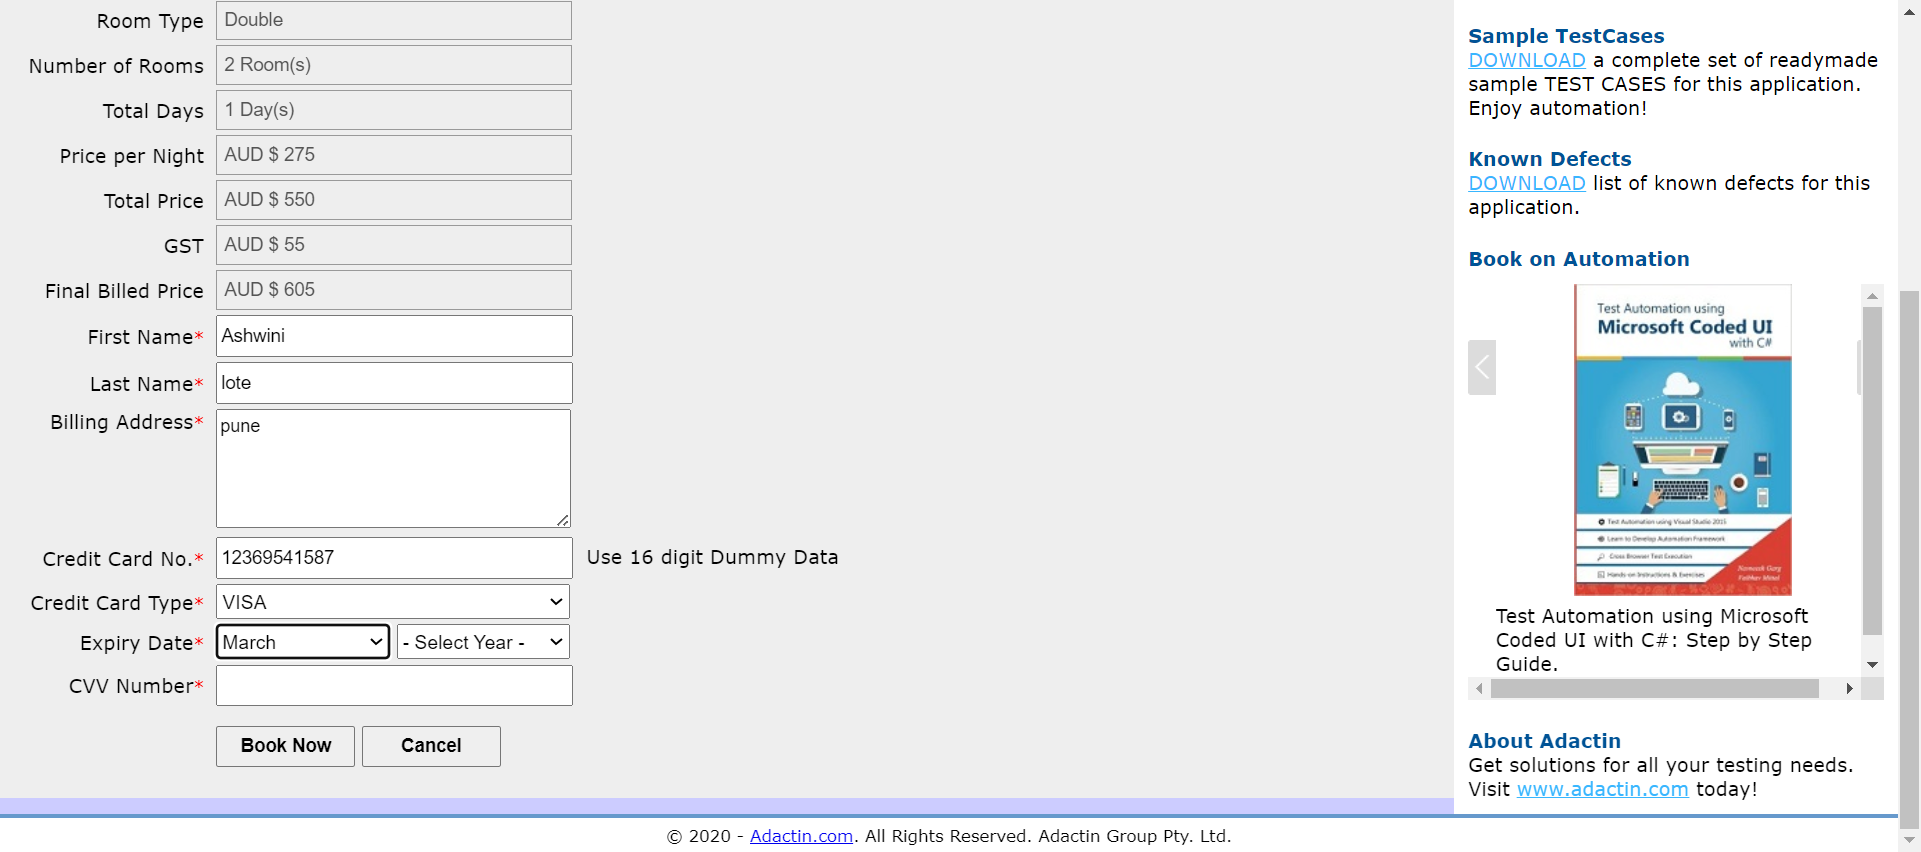 Room Type Double
Number of Rooms 2 Room(s)
Total Days 1 Day(s)
Price per Night AUD $ 275
Total Price AUD $ 550
GST AUD $ 55
Final Billed Price AUD $ 605
First Name* Ashwini
Last Name* lote
Billing Address* pune
Credit Card No.* 12369541587 Use 16 digit Dummy Data
Credit Card Type* VISA
Expiry Date* March - Select Year -
CVV Number*
Book Now Cancel
Sample TestCases
DOWNLOAD a complete set of readymade
sample TEST CASES for this application.
Enjoy automation!
Known Defects
DOWNLOAD list of known defects for this
application.
Book on Automation
Test Automation using
Microsoft Coded UI
with C#
Test Automation using Visual Studio 2015
Learn to Develop Automation Framework
Cross Browser Test Execution
Hands-on Instructions & Exercises
Namusk Garg
Vaibhav Mittal
Test Automation using Microsoft
Coded UI with C#: Step by Step
Guide.
About Adactin
Get solutions for all your testing needs.
Visit www.adactin.com today!
© 2020 - Adactin.com. All Rights Reserved. Adactin Group Pty. Ltd.